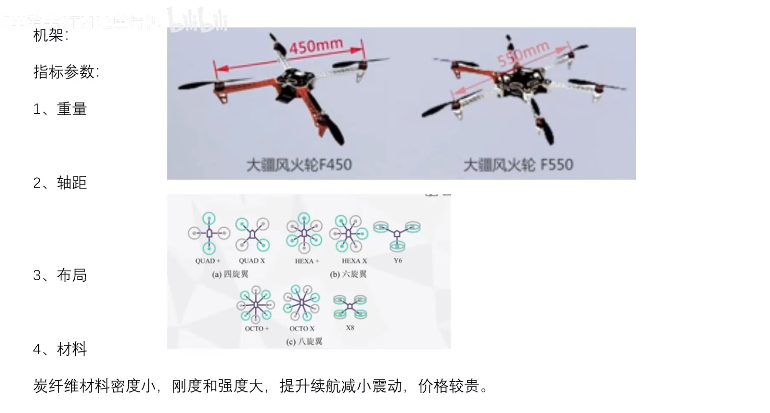 bilibili
机架：
指标参数：
1、重量
450mm
550mm
大疆风火轮F450
大疆风火轮 F550
2、轴距
QUAD +
QUAD X
HEXA +
HEXA X
Y6
(a) 四旋翼
(b) 六旋翼
3、布局
OCTO +
OCTO X
X8
(c) 八旋翼
4、材料
炭纤维材料密度小，刚度和强度大，提升续航减小震动，价格较贵。